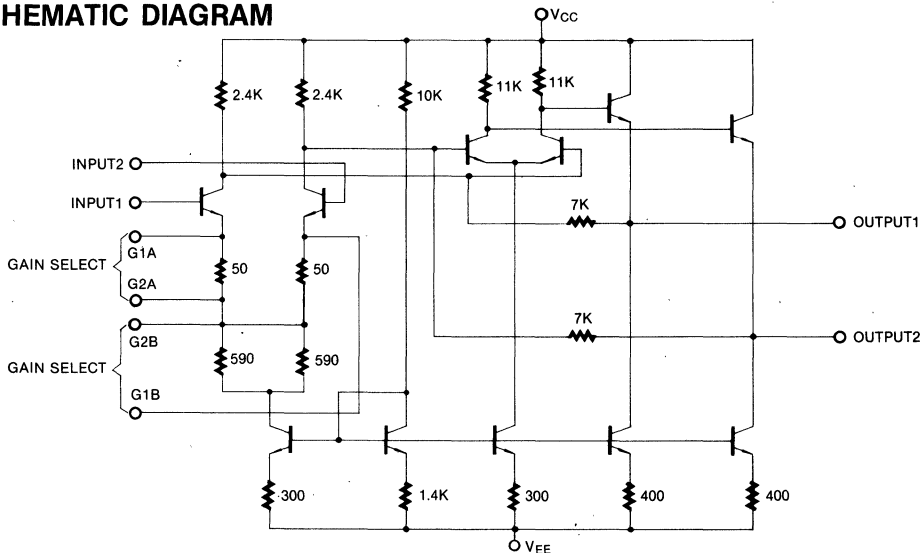 HEMATIC DIAGRAM
VCC
2.4K
2.4K
10K
11K
11K
INPUT2
INPUT1
7K
OUTPUT1
G1A
GAIN SELECT
50
50
G2A
7K
OUTPUT2
G2B
GAIN SELECT
590
590
G1B
300
1.4K
300
400
400
VEE